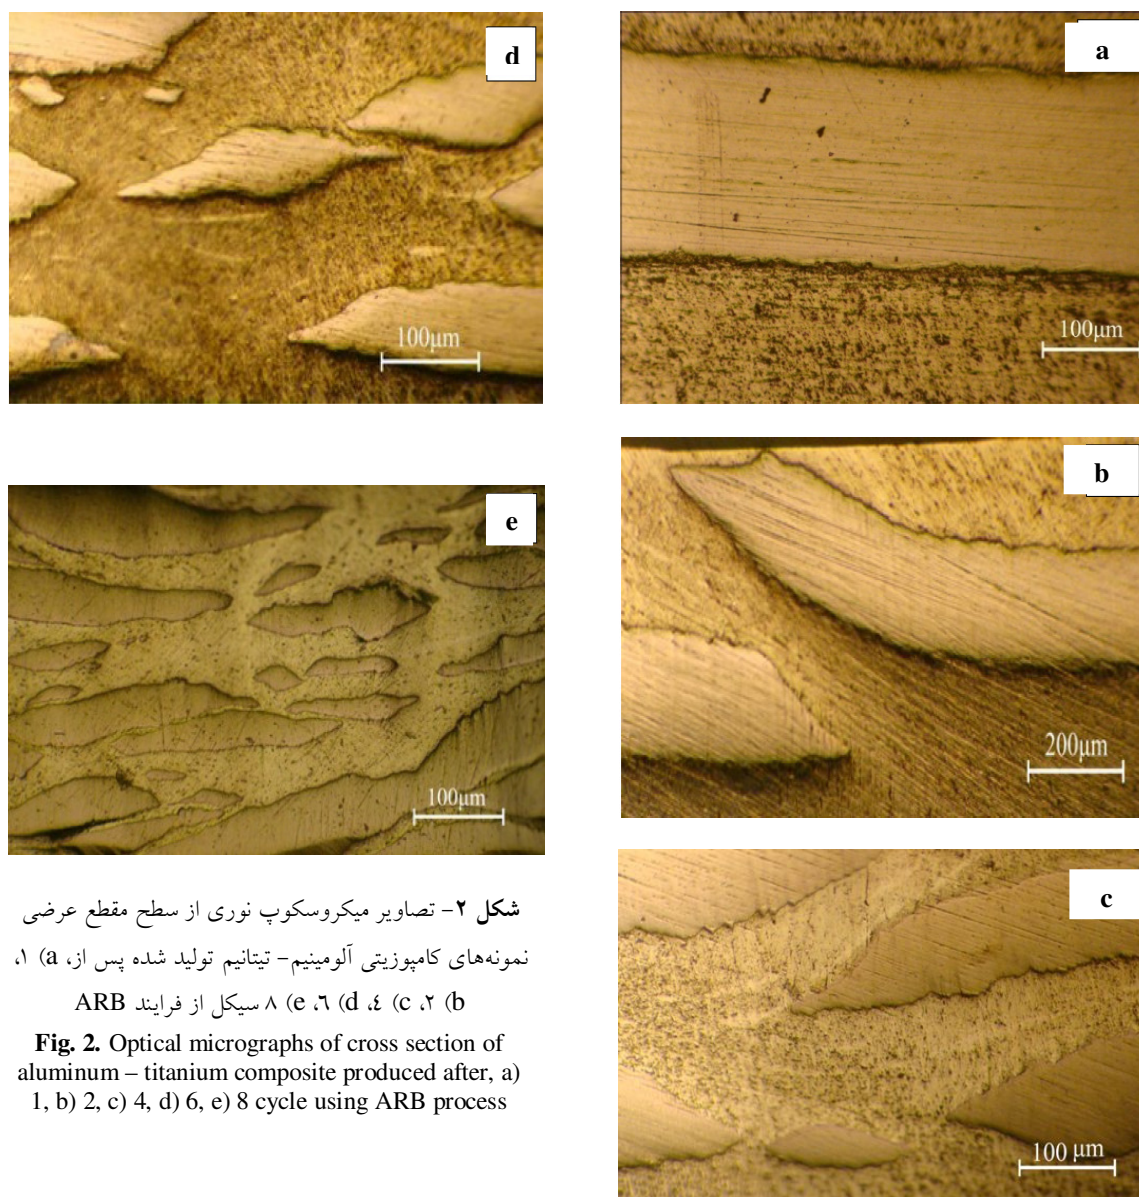 d
100μm
a
100μm
b
200μm
e
100μm
c
100 μm
شکل ۲- تصاویر میکروسکوپ نوری از سطح مقطع عرضی
نمونه‌های کامپوزیتی آلومینیم- تیتانیم تولید شده پس از، a) ۱،
b) ۲، c) ٤، d) ٦، e) ۸ سیکل از فرایند ARB
Fig. 2. Optical micrographs of cross section of
aluminum – titanium composite produced after, a)
1, b) 2, c) 4, d) 6, e) 8 cycle using ARB process